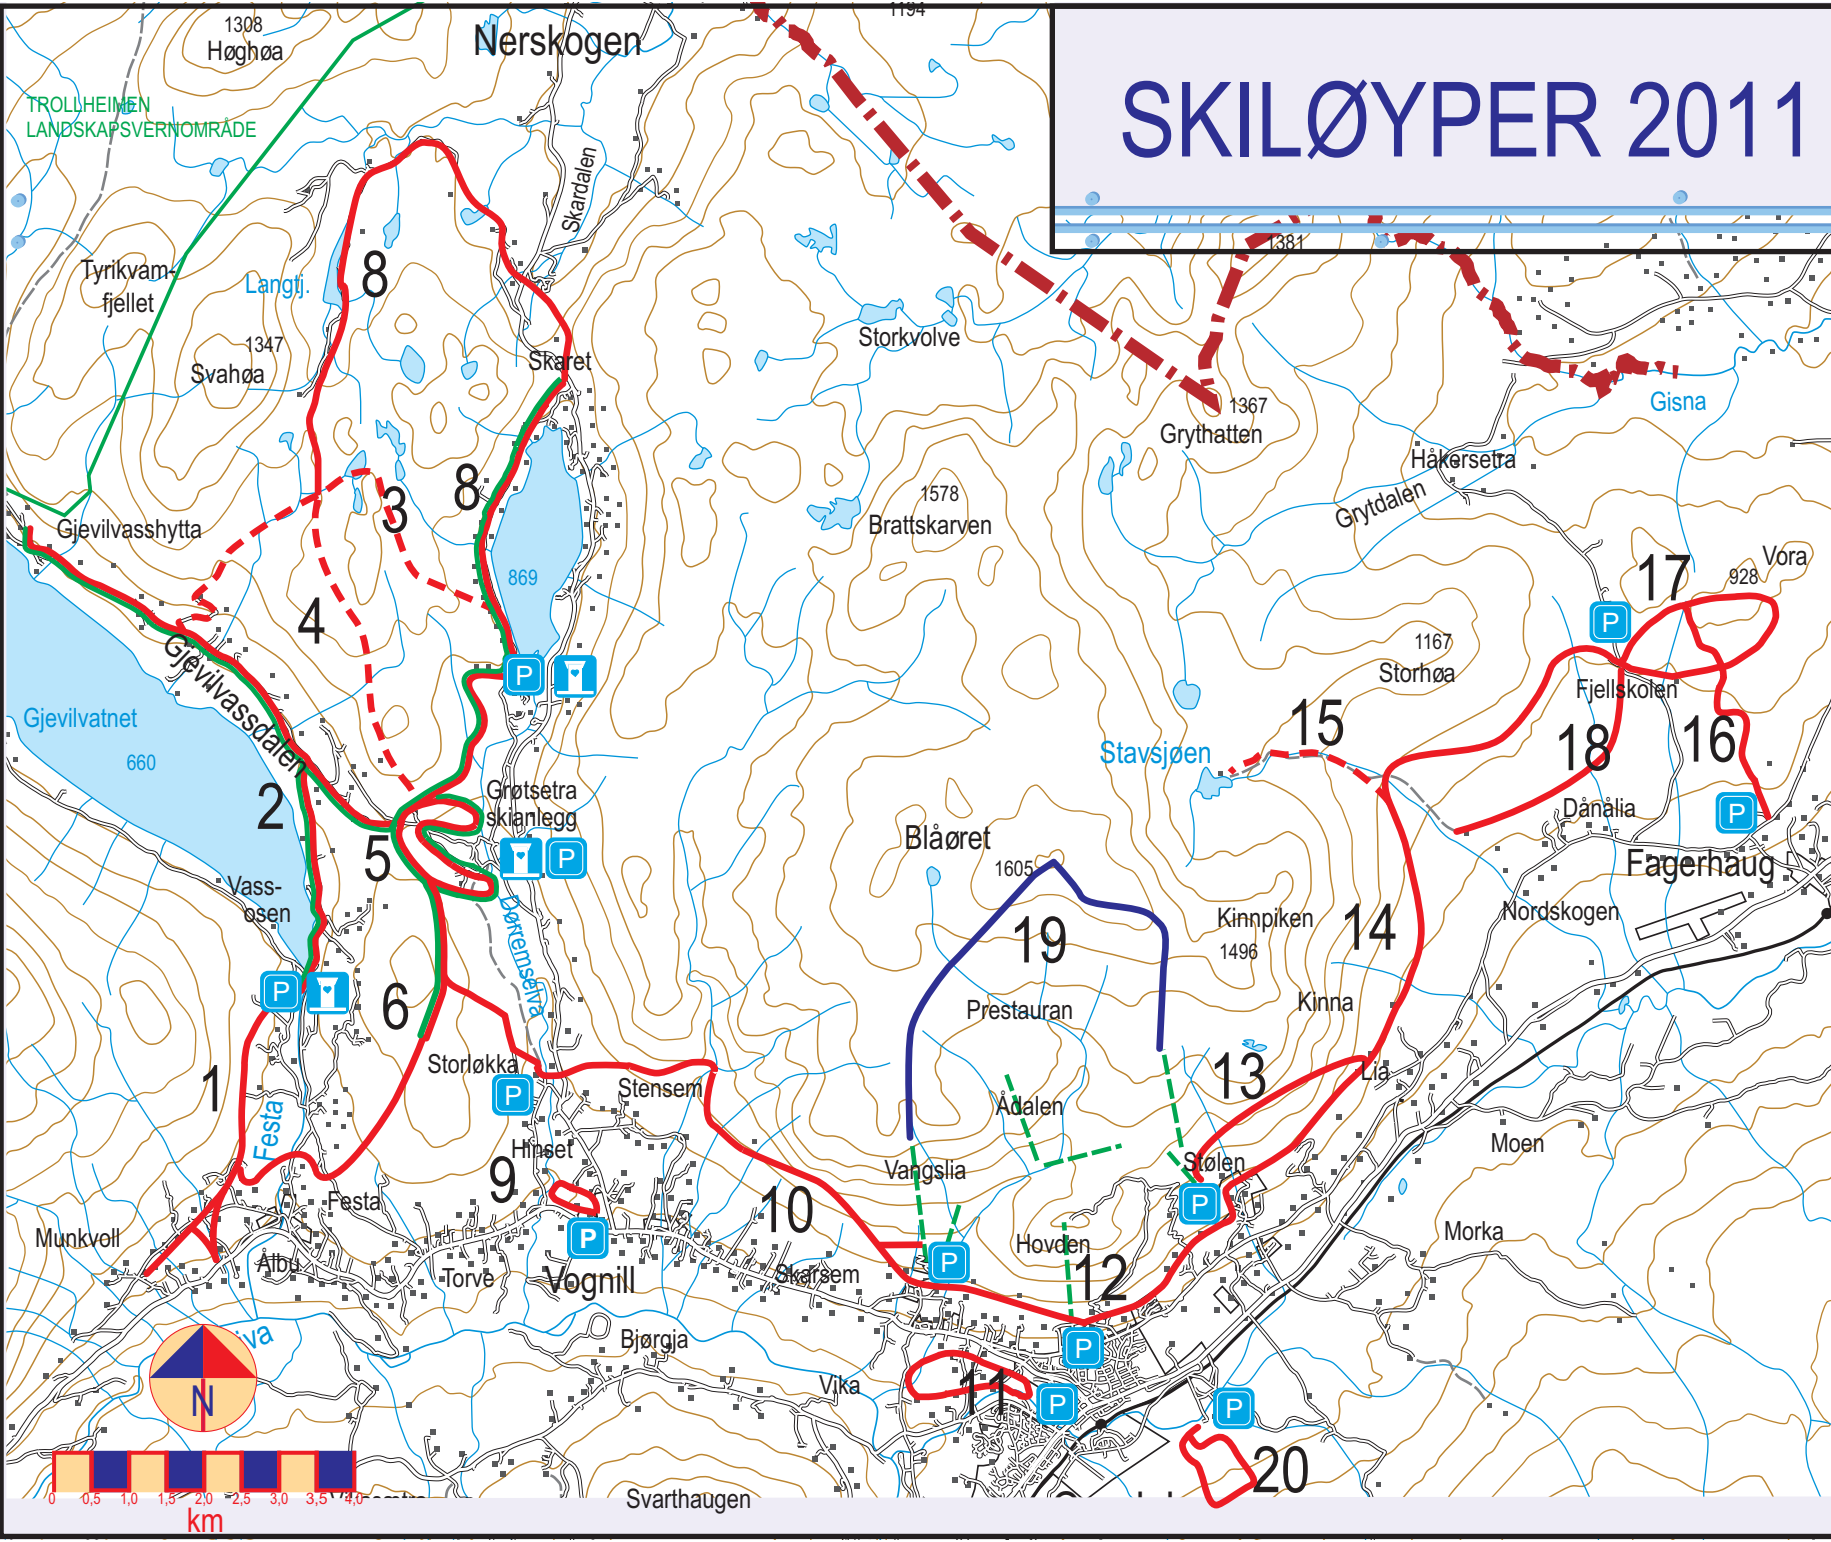 SKILØYPER 2011
1308
Høghøa
Nerskogen
1194
TROLLHEIMEN
LANDSKAPSVERNOMRÅDE
Skardalen
1381
Tyrikvam-
fjellet
Langtj.
8
1347
Svahøa
Skaret
Storkvolve
Gisna
1367
Grythatten
Håkersetra
Grytdalen
3
8
1578
Brattskarven
Gjevilvasshytta
869
17
Vora
928
P
4
Gjevilvassdalen
1167
Storhøa
Fjellskolen
P
Gjevilvatnet
660
2
15
Stavsjøen
18
16
Grøtsetra
skianlegg
P
Dånålia
P
5
Blåøret
1605
Fagerhaug
Vass-
osen
Dørremselva
19
Kinnpiken
1496
14
Nordskogen
P
6
Prestauran
Kinna
1
Storløkka
P
Stensem
Ådalen
13
Lia
Festa
Hinset
9
Vangslia
Stølen
P
Moen
Munkvoll
Festa
10
Hovden
Morka
Ålbu
Torve
P
Vognill
Skarsem
P
12
iva
Bjørgja
P
Vika
11
P
P
N
20
0 0,5 1,0 1,5 2,0 2,5 3,0 3,5 4,0
km
Svarthaugen